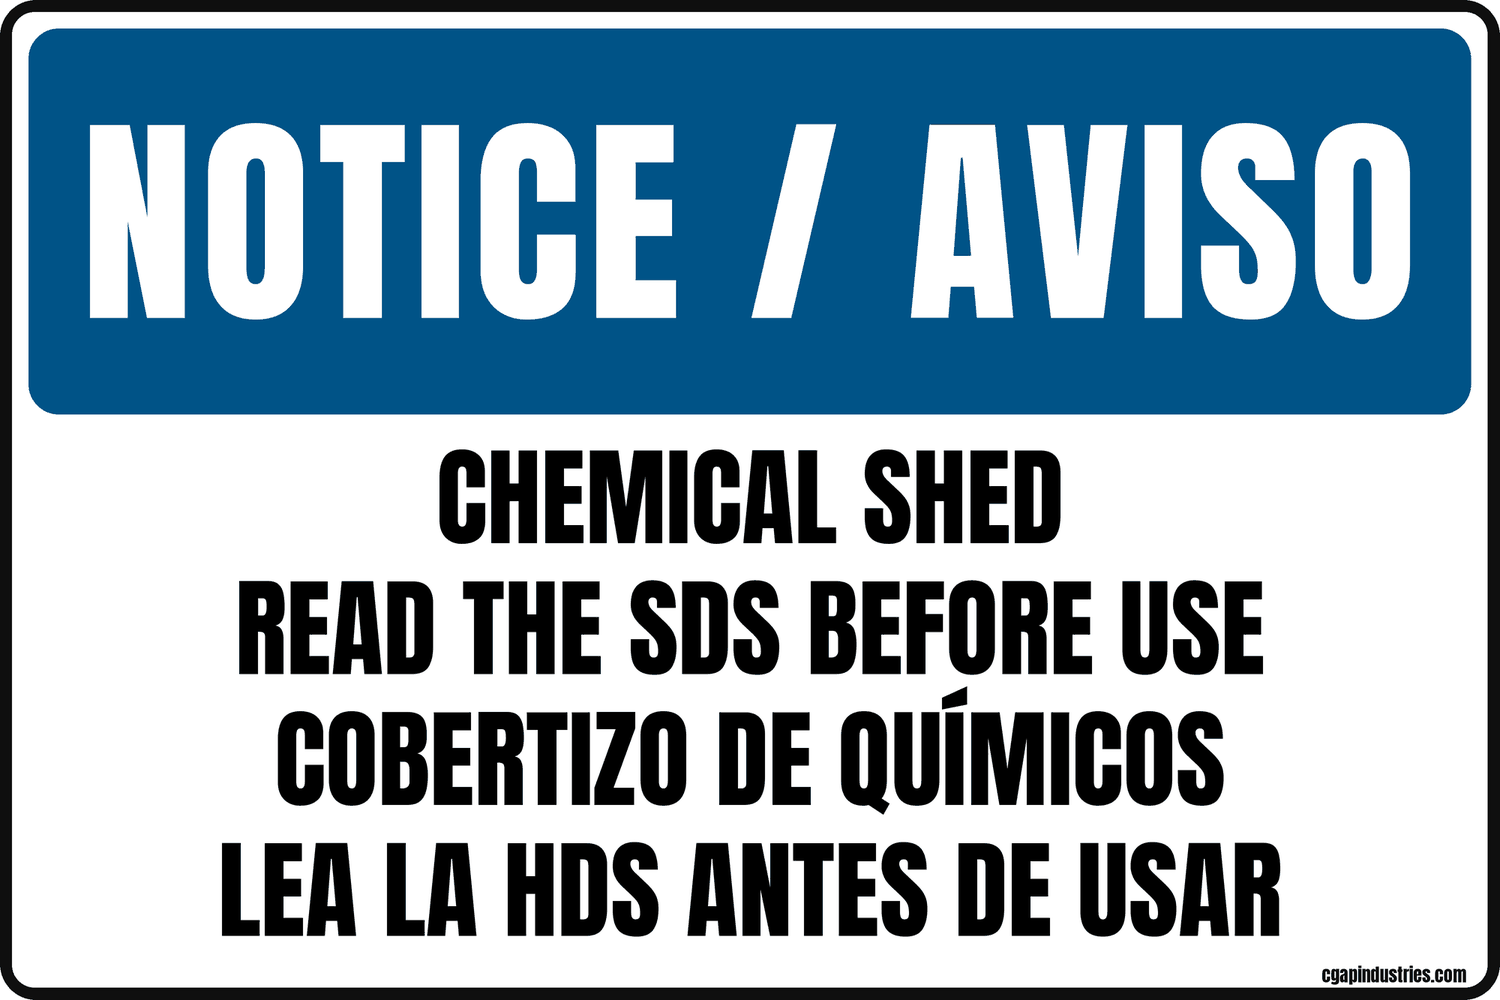 NOTICE / AVISO
CHEMICAL SHED
READ THE SDS BEFORE USE
COBERTIZO DE QUÍMICOS
LEA LA HDS ANTES DE USAR
cgapindustries.com